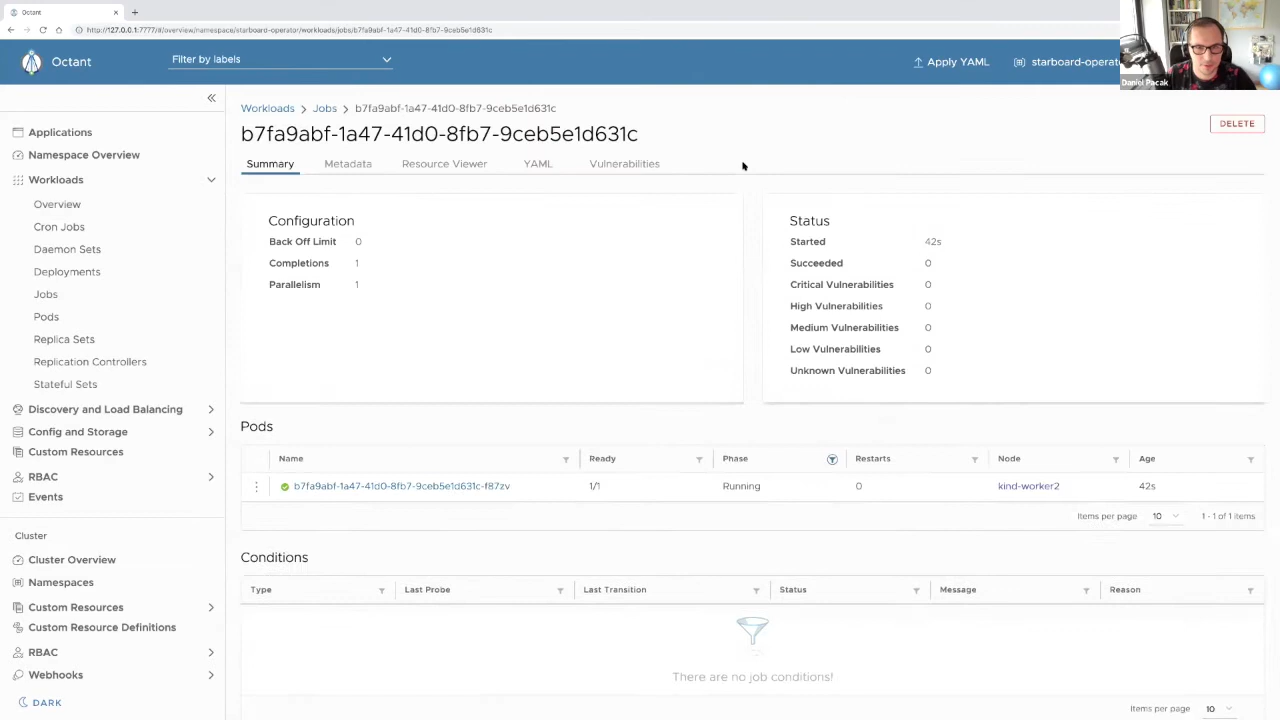 Octant
http://127.0.0.1:7777/#/overview/namespace/starboard-operator/workloads/jobs/b7fa9abf-1a47-41d0-8fb7-9ceb5e1d631c
Octant
Filter by labels
Apply YAML
starboard-operato
Daniel Pacak
Applications
Namespace Overview
Workloads
Overview
Cron Jobs
Daemon Sets
Deployments
Jobs
Pods
Replica Sets
Replication Controllers
Stateful Sets
Discovery and Load Balancing
Config and Storage
Custom Resources
RBAC
Events
Cluster
Cluster Overview
Namespaces
Custom Resources
Custom Resource Definitions
RBAC
Webhooks
DARK
Workloads > Jobs > b7fa9abf-1a47-41d0-8fb7-9ceb5e1d631c
b7fa9abf-1a47-41d0-8fb7-9ceb5e1d631c
DELETE
Summary Metadata Resource Viewer YAML Vulnerabilities
Configuration
Back Off Limit 0
Completions 1
Parallelism 1
Status
Started 42s
Succeeded 0
Critical Vulnerabilities 0
High Vulnerabilities 0
Medium Vulnerabilities 0
Low Vulnerabilities 0
Unknown Vulnerabilities 0
Pods
Name Ready Phase Restarts Node Age
b7fa9abf-1a47-41d0-8fb7-9ceb5e1d631c-f87zv 1/1 Running 0 kind-worker2 42s
Items per page 10 1 - 1 of 1 items
Conditions
Type Last Probe Last Transition Status Message Reason
There are no job conditions!
Items per page 10